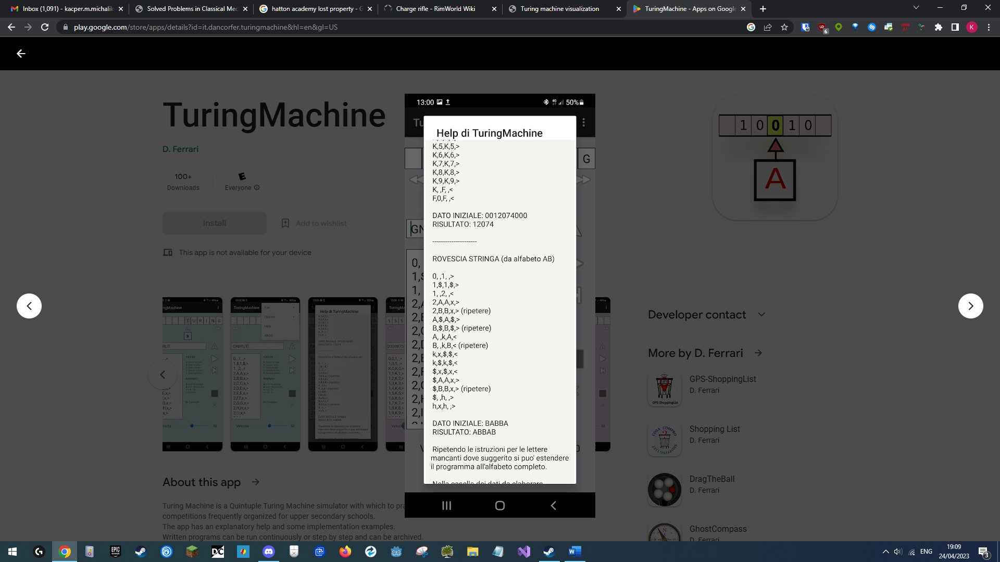 Inbox (1,091) - kacper.m.michalik
Solved Problems in Classical Mec
hatton academy lost property - G
Charge rifle - RimWorld Wiki
Turing machine visualization
TuringMachine - Apps on Google
play.google.com/store/apps/details?id=it.dancorfer.turingmachine&hl=en&gl=US
TuringMachine
D. Ferrari
100+
Downloads
E
Everyone
Install
Add to wishlist
This app is not available for your device
13:00
4G
50%
Help di TuringMachine
K,5,K,5,>
K,6,K,6,>
K,7,K,7,>
K,8,K,8,>
K,9,K,9,>
K, ,F, ,<
F,0,F, ,<
DATO INIZIALE: 0012074000
RISULTATO: 12074
---------------------
ROVESCIA STRINGA (da alfabeto AB)
0, ,1, ,>
1,$,1,$,>
1, ,2, ,<
2,A,A,x,>
2,B,B,x,> (ripetere)
A,$,A,$,>
B,$,B,$,> (ripetere)
A, ,k,A,<
B, ,k,B,< (ripetere)
k,x,$,$,<
k,$,k,$,<
$,x,$,x,<
$,A,A,x,>
$,B,B,x,> (ripetere)
$, ,h, ,>
h,x,h, ,>
DATO INIZIALE: BABBA
RISULTATO: ABBAB
Ripetendo le istruzioni per le lettere
mancanti dove suggerito si puo' estendere
il programma all'alfabeto completo.
G
1 0 0 1 0
A
Developer contact
More by D. Ferrari
GPS-ShoppingList
D. Ferrari
Shopping List
D. Ferrari
DragTheBall
D. Ferrari
GhostCompass
D. Ferrari
About this app
Turing Machine is a Quintuple Turing Machine simulator with which to pra
competitions frequently organized for upper secondary schools.
The app has an explanatory help and some implementation examples.
Written programs can be run continuously or step by step and can be archived.
ENG
19:09
24/04/2023
3